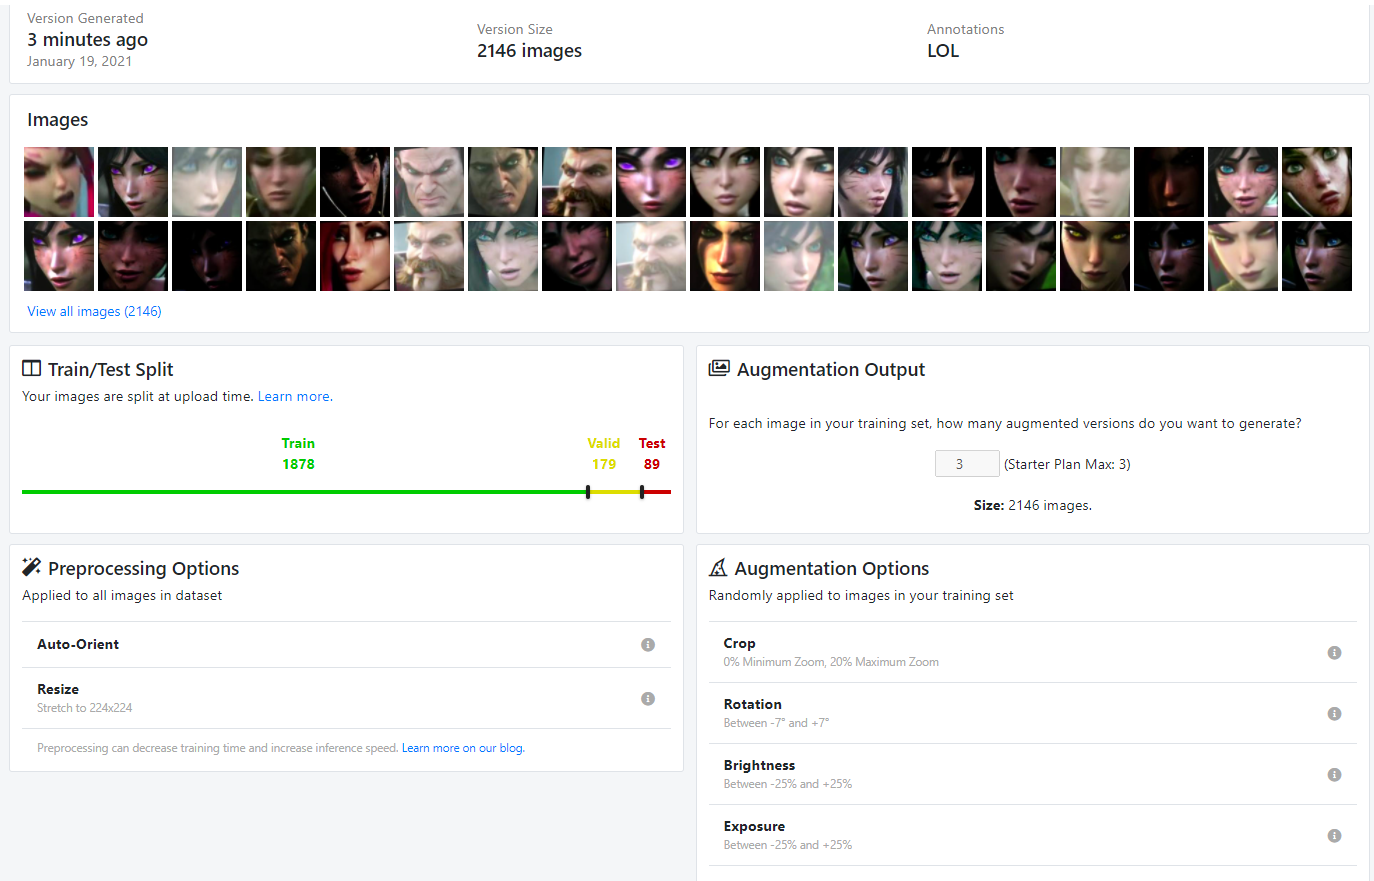 Version Generated
3 minutes ago
January 19, 2021
Version Size
2146 images
Annotations
LOL
Images
View all images (2146)
Train/Test Split
Your images are split at upload time. Learn more.
Train
1878
Valid
179
Test
89
Augmentation Output
For each image in your training set, how many augmented versions do you want to generate?
3 (Starter Plan Max: 3)
Size: 2146 images.
Preprocessing Options
Applied to all images in dataset
Auto-Orient
Resize
Stretch to 224x224
Preprocessing can decrease training time and increase inference speed. Learn more on our blog.
Augmentation Options
Randomly applied to images in your training set
Crop
0% Minimum Zoom, 20% Maximum Zoom
Rotation
Between -7° and +7°
Brightness
Between -25% and +25%
Exposure
Between -25% and +25%